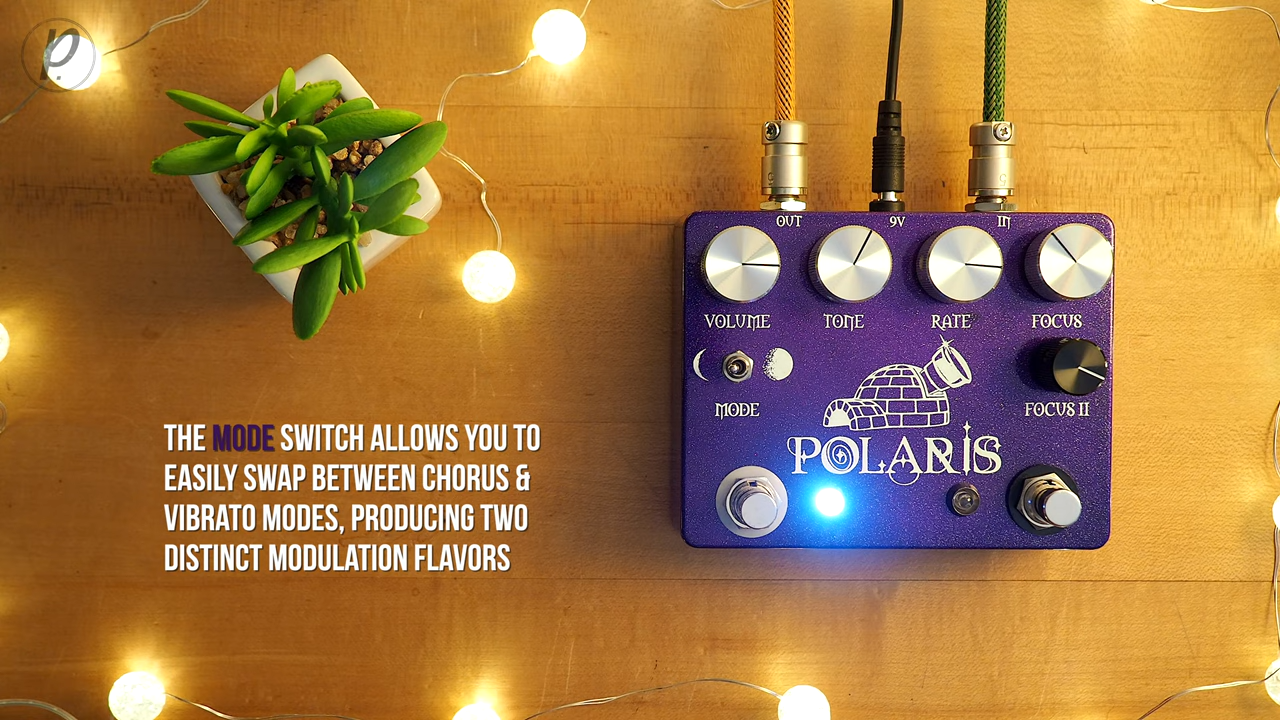 p.
OUT 9V IN
VOLUME TONE RATE FOCUS
MODE FOCUS II
POLARIS
THE MODE SWITCH ALLOWS YOU TO
EASILY SWAP BETWEEN CHORUS &
VIBRATO MODES, PRODUCING TWO
DISTINCT MODULATION FLAVORS